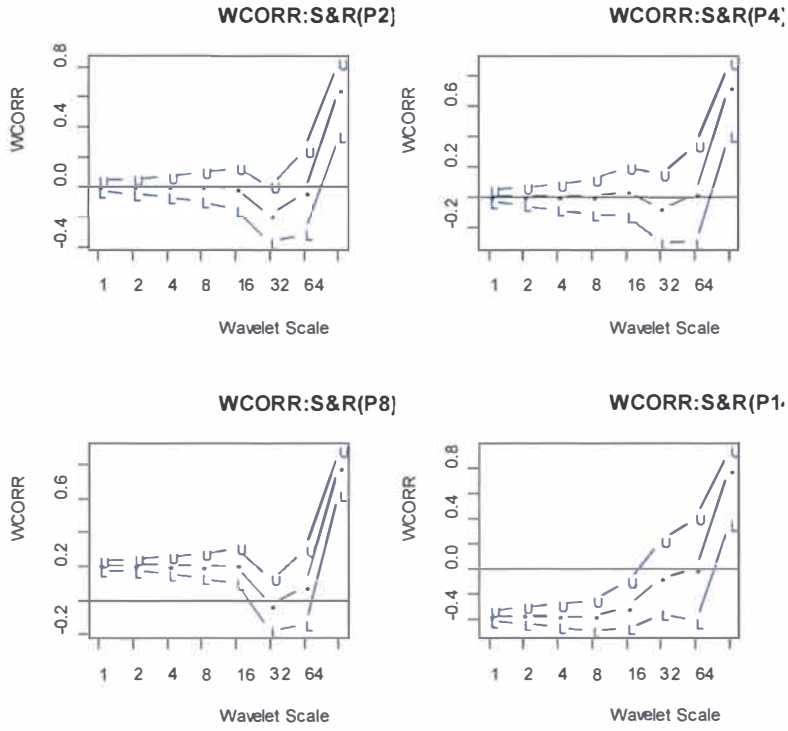 WCORR:S&R(P2)
WCORR
0.8
0.4
0.0
-0.4
U U U U U U U U
L L L L L L L L
1 2 4 8 16 32 64
Wavelet Scale
WCORR:S&R(P4)
WCORR
0.6
0.2
-0.2
U U U U U U U U
L L L L L L L L
1 2 4 8 16 32 64
Wavelet Scale
WCORR:S&R(P8)
WCORR
0.6
0.2
-0.2
U U U U U U U U
L L L L L L L L
1 2 4 8 16 32 64
Wavelet Scale
WCORR:S&R(P1
WCORR
0.8
0.4
0.0
-0.4
U U U U U U U U
L L L L L L L L
1 2 4 8 16 32 64
Wavelet Scale